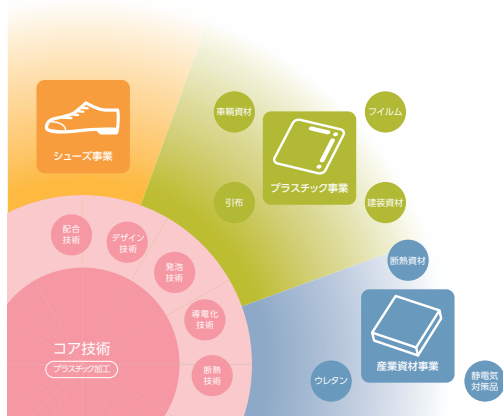 シューズ事業
車輌資材
フイルム
プラスチック事業
引布
建装資材
断熱資材
産業資材事業
ウレタン
静電気
対策品
配合
技術
デザイン
技術
発泡
技術
導電化
技術
断熱
技術
コア技術
プラスチック加工